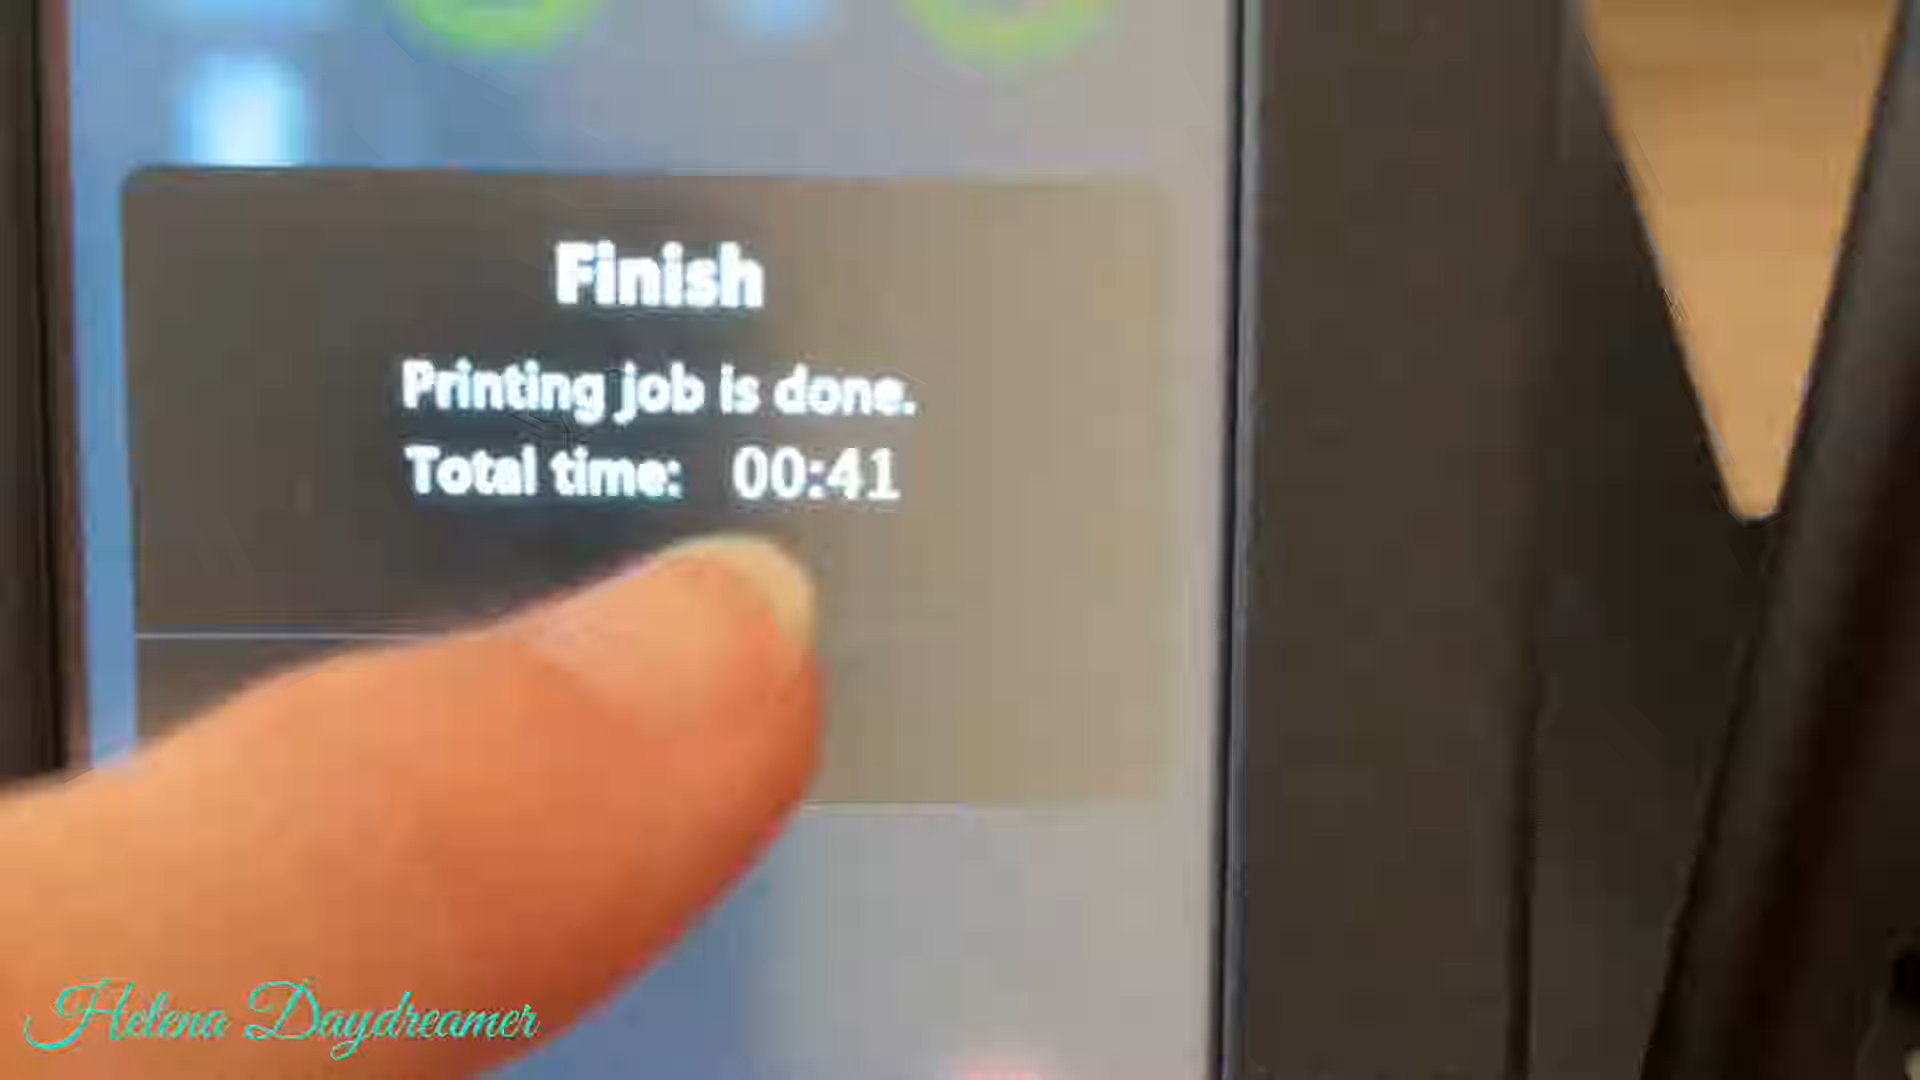 Finish
Printing job is done.
Total time: 00:41
Helena Daydreamer